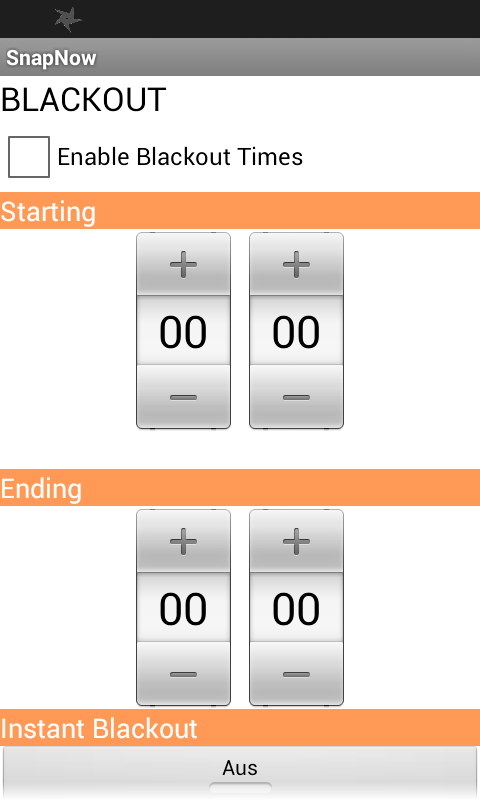 SnapNow
BLACKOUT
Enable Blackout Times
Starting
+ +
00 00
− −
Ending
+ +
00 00
− −
Instant Blackout
Aus